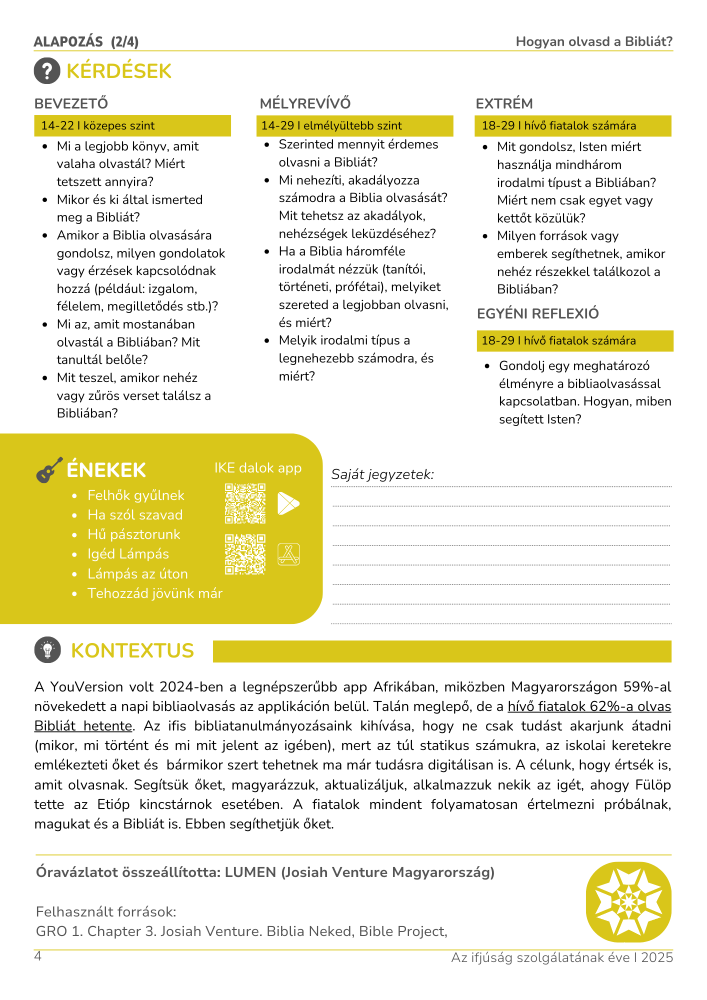 ALAPOZÁS (2/4)
Hogyan olvasd a Bibliát?
KÉRDÉSEK
BEVEZETŐ
14-22 I közepes szint
• Mi a legjobb könyv, amit
valaha olvastál? Miért
tetszett annyira?
• Mikor és ki által ismerted
meg a Bibliát?
• Amikor a Biblia olvasására
gondolsz, milyen gondolatok
vagy érzések kapcsolódnak
hozzá (például: izgalom,
félelem, megilletődés stb.)?
• Mi az, amit mostanában
olvastál a Bibliában? Mit
tanultál belőle?
• Mit teszel, amikor nehéz
vagy zűrös verset találsz a
Bibliában?
MÉLYREVÍVŐ
14-29 I elmélyültebb szint
• Szerinted mennyit érdemes
olvasni a Bibliát?
• Mi nehezíti, akadályozza
számodra a Biblia olvasását?
Mit tehetsz az akadályok,
nehézségek leküzdéséhez?
• Ha a Biblia háromféle
irodalmát nézzük (tanítói,
történeti, prófétai), melyiket
szereted a legjobban olvasni,
és miért?
• Melyik irodalmi típus a
legnehezebb számodra, és
miért?
EXTRÉM
18-29 I hívő fiatalok számára
• Mit gondolsz, Isten miért
használja mindhárom
irodalmi típust a Bibliában?
Miért nem csak egyet vagy
kettőt közülük?
• Milyen források vagy
emberek segíthetnek, amikor
nehéz részekkel találkozol a
Bibliában?
EGYÉNI REFLEXIÓ
18-29 I hívő fiatalok számára
• Gondolj egy meghatározó
élményre a bibliaolvasással
kapcsolatban. Hogyan, miben
segített Isten?
ÉNEKEK
• Felhők gyűlnek
• Ha szól szavad
• Hű pásztorunk
• Igéd Lámpás
• Lámpás az úton
• Tehozzád jövünk már
IKE dalok app
Saját jegyzetek:
KONTEXTUS
A YouVersion volt 2024-ben a legnépszerűbb app Afrikában, miközben Magyarországon 59%-al
növekedett a napi bibliaolvasás az applikáción belül. Talán meglepő, de a hívő fiatalok 62%-a olvas
Bibliát hetente. Az ifis bibliatanulmányozásaink kihívása, hogy ne csak tudást akarjunk átadni
(mikor, mi történt és mi mit jelent az igében), mert az túl statikus számukra, az iskolai keretekre
emlékezteti őket és  bármikor szert tehetnek ma már tudásra digitálisan is. A célunk, hogy értsék is,
amit olvasnak. Segítsük őket, magyarázzuk, aktualizáljuk, alkalmazzuk nekik az igét, ahogy Fülöp
tette az Etióp kincstárnok esetében. A fiatalok mindent folyamatosan értelmezni próbálnak,
magukat és a Bibliát is. Ebben segíthetjük őket.
Óravázlatot összeállította: LUMEN (Josiah Venture Magyarország)
Felhasznált források:
GRO 1. Chapter 3. Josiah Venture. Biblia Neked, Bible Project,
4
Az ifjúság szolgálatának éve I 2025